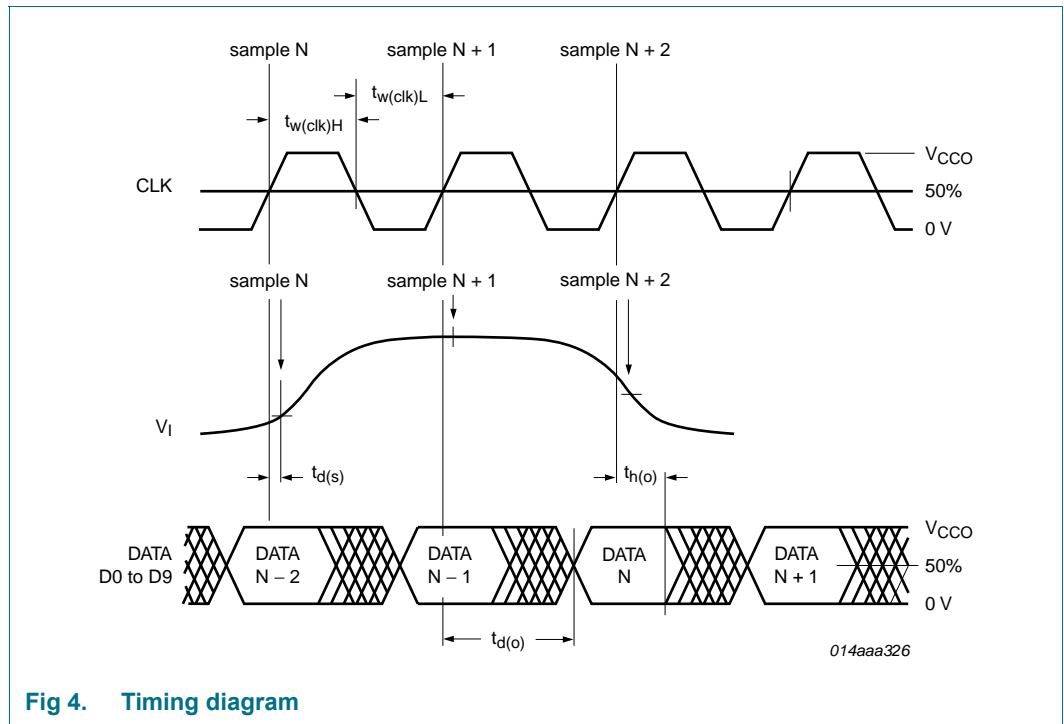 sample N sample N + 1 sample N + 2
tw(clk)L
tw(clk)H
VCCO
CLK 50%
0 V
sample N sample N + 1 sample N + 2
VI
td(s) th(o)
VCCO
DATA DATA DATA DATA DATA
D0 to D9 N − 2 N − 1 N N + 1 50%
0 V
td(o)
014aaa326
Fig 4. Timing diagram